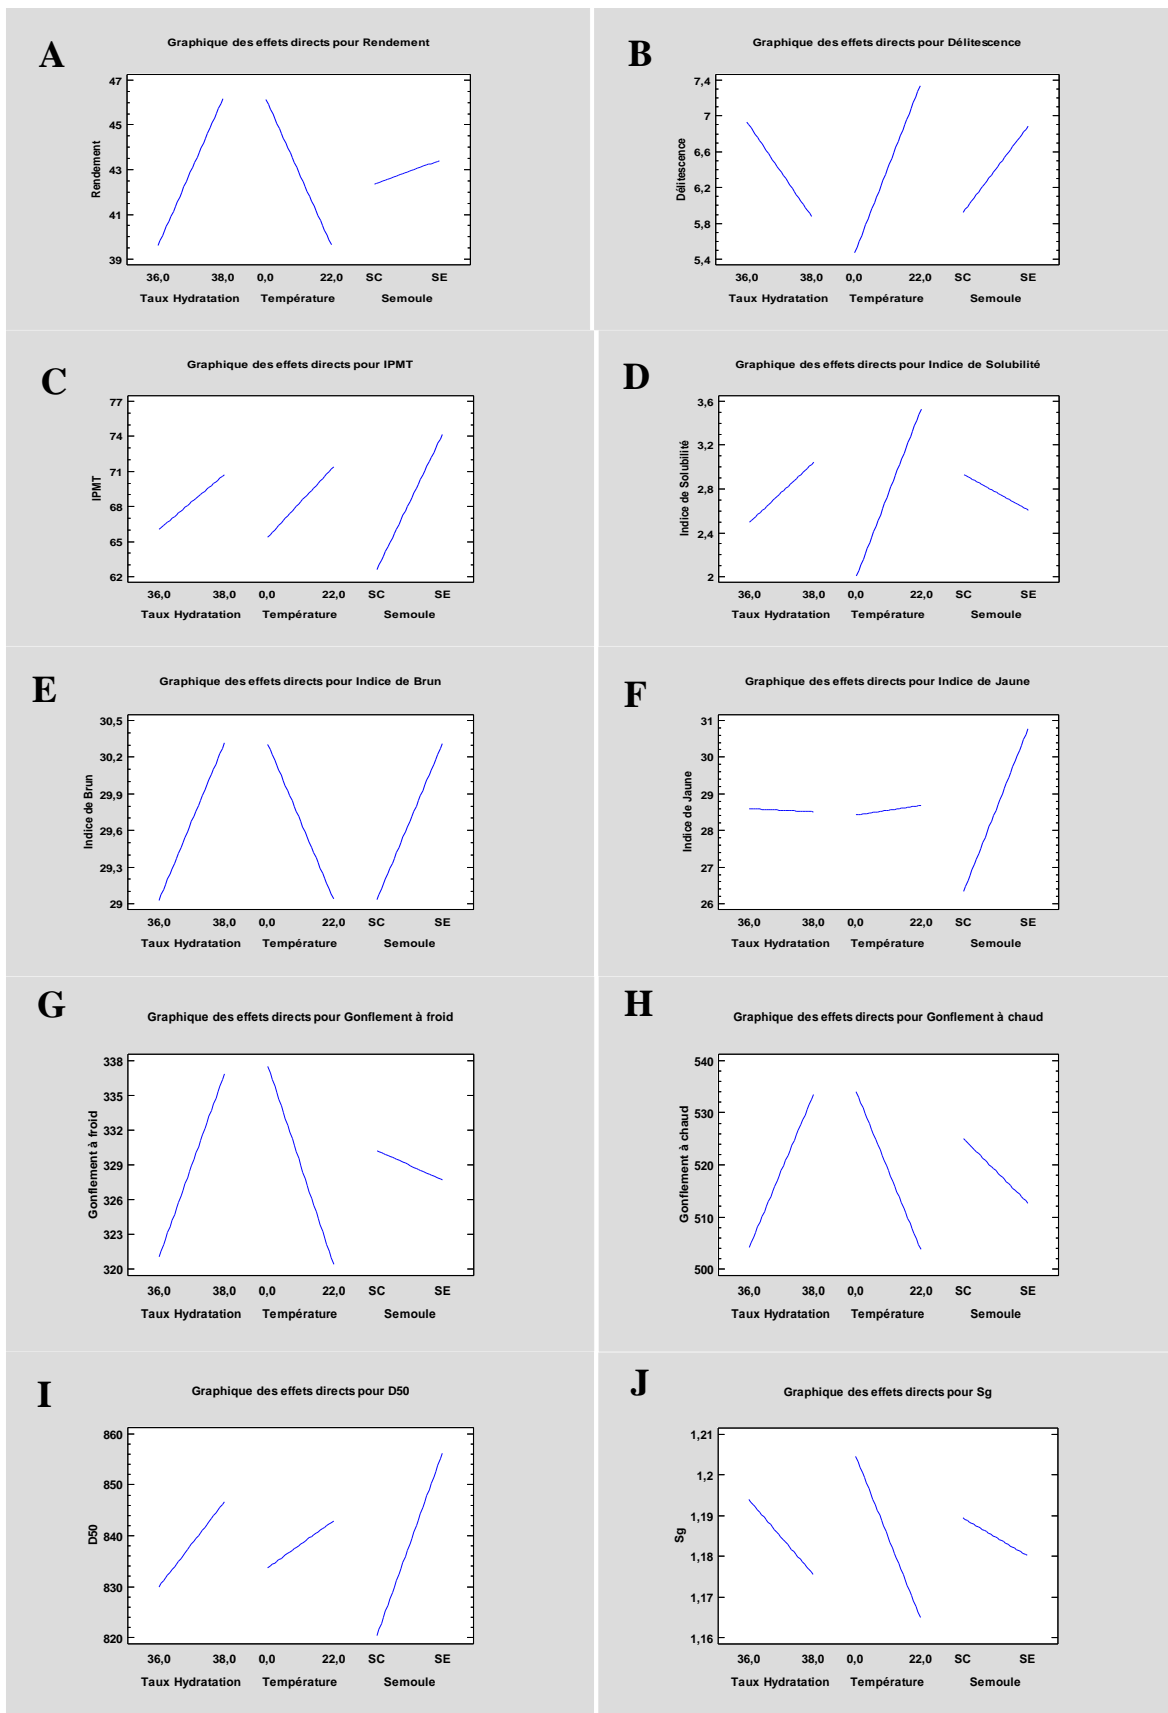 A
Graphique des effets directs pour Rendement
47
45
43
41
39
Rendement
36,0 38,0 0,0 22,0 SC SE
Taux Hydratation Température Semoule
B
Graphique des effets directs pour Délitescence
7,4
7
6,6
6,2
5,8
5,4
Délitescence
36,0 38,0 0,0 22,0 SC SE
Taux Hydratation Température Semoule
C
Graphique des effets directs pour IPMT
77
74
71
68
65
62
IPMT
36,0 38,0 0,0 22,0 SC SE
Taux Hydratation Température Semoule
D
Graphique des effets directs pour Indice de Solubilité
3,6
3,2
2,8
2,4
2
Indice de Solubilité
36,0 38,0 0,0 22,0 SC SE
Taux Hydratation Température Semoule
E
Graphique des effets directs pour Indice de Brun
30,5
30,2
29,9
29,6
29,3
29
Indice de Brun
36,0 38,0 0,0 22,0 SC SE
Taux Hydratation Température Semoule
F
Graphique des effets directs pour Indice de Jaune
31
30
29
28
27
26
Indice de Jaune
36,0 38,0 0,0 22,0 SC SE
Taux Hydratation Température Semoule
G
Graphique des effets directs pour Gonflement à froid
338
335
332
329
326
323
320
Gonflement à froid
36,0 38,0 0,0 22,0 SC SE
Taux Hydratation Température Semoule
H
Graphique des effets directs pour Gonflement à chaud
540
530
520
510
500
Gonflement à chaud
36,0 38,0 0,0 22,0 SC SE
Taux Hydratation Température Semoule
I
Graphique des effets directs pour D50
860
850
840
830
820
D50
36,0 38,0 0,0 22,0 SC SE
Taux Hydratation Température Semoule
J
Graphique des effets directs pour Sg
1,21
1,2
1,19
1,18
1,17
1,16
Sg
36,0 38,0 0,0 22,0 SC SE
Taux Hydratation Température Semoule